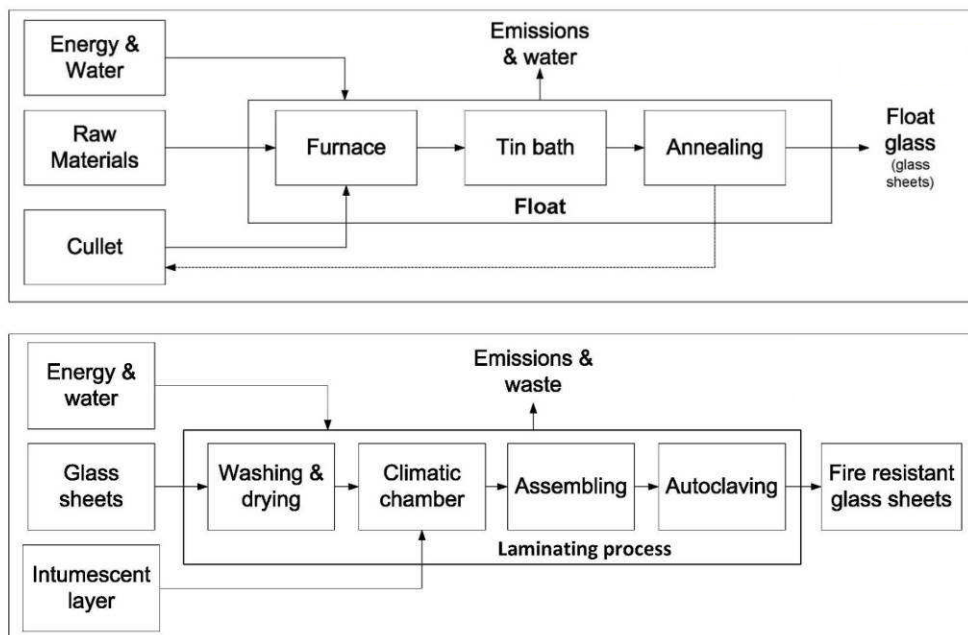 Energy &
Water
Emissions
& water
Raw
Materials
Furnace
Tin bath
Annealing
Float
glass
(glass
sheets)
Float
Cullet
Energy &
water
Emissions &
waste
Glass
sheets
Washing &
drying
Climatic
chamber
Assembling
Autoclaving
Fire resistant
glass sheets
Laminating process
Intumescent
layer